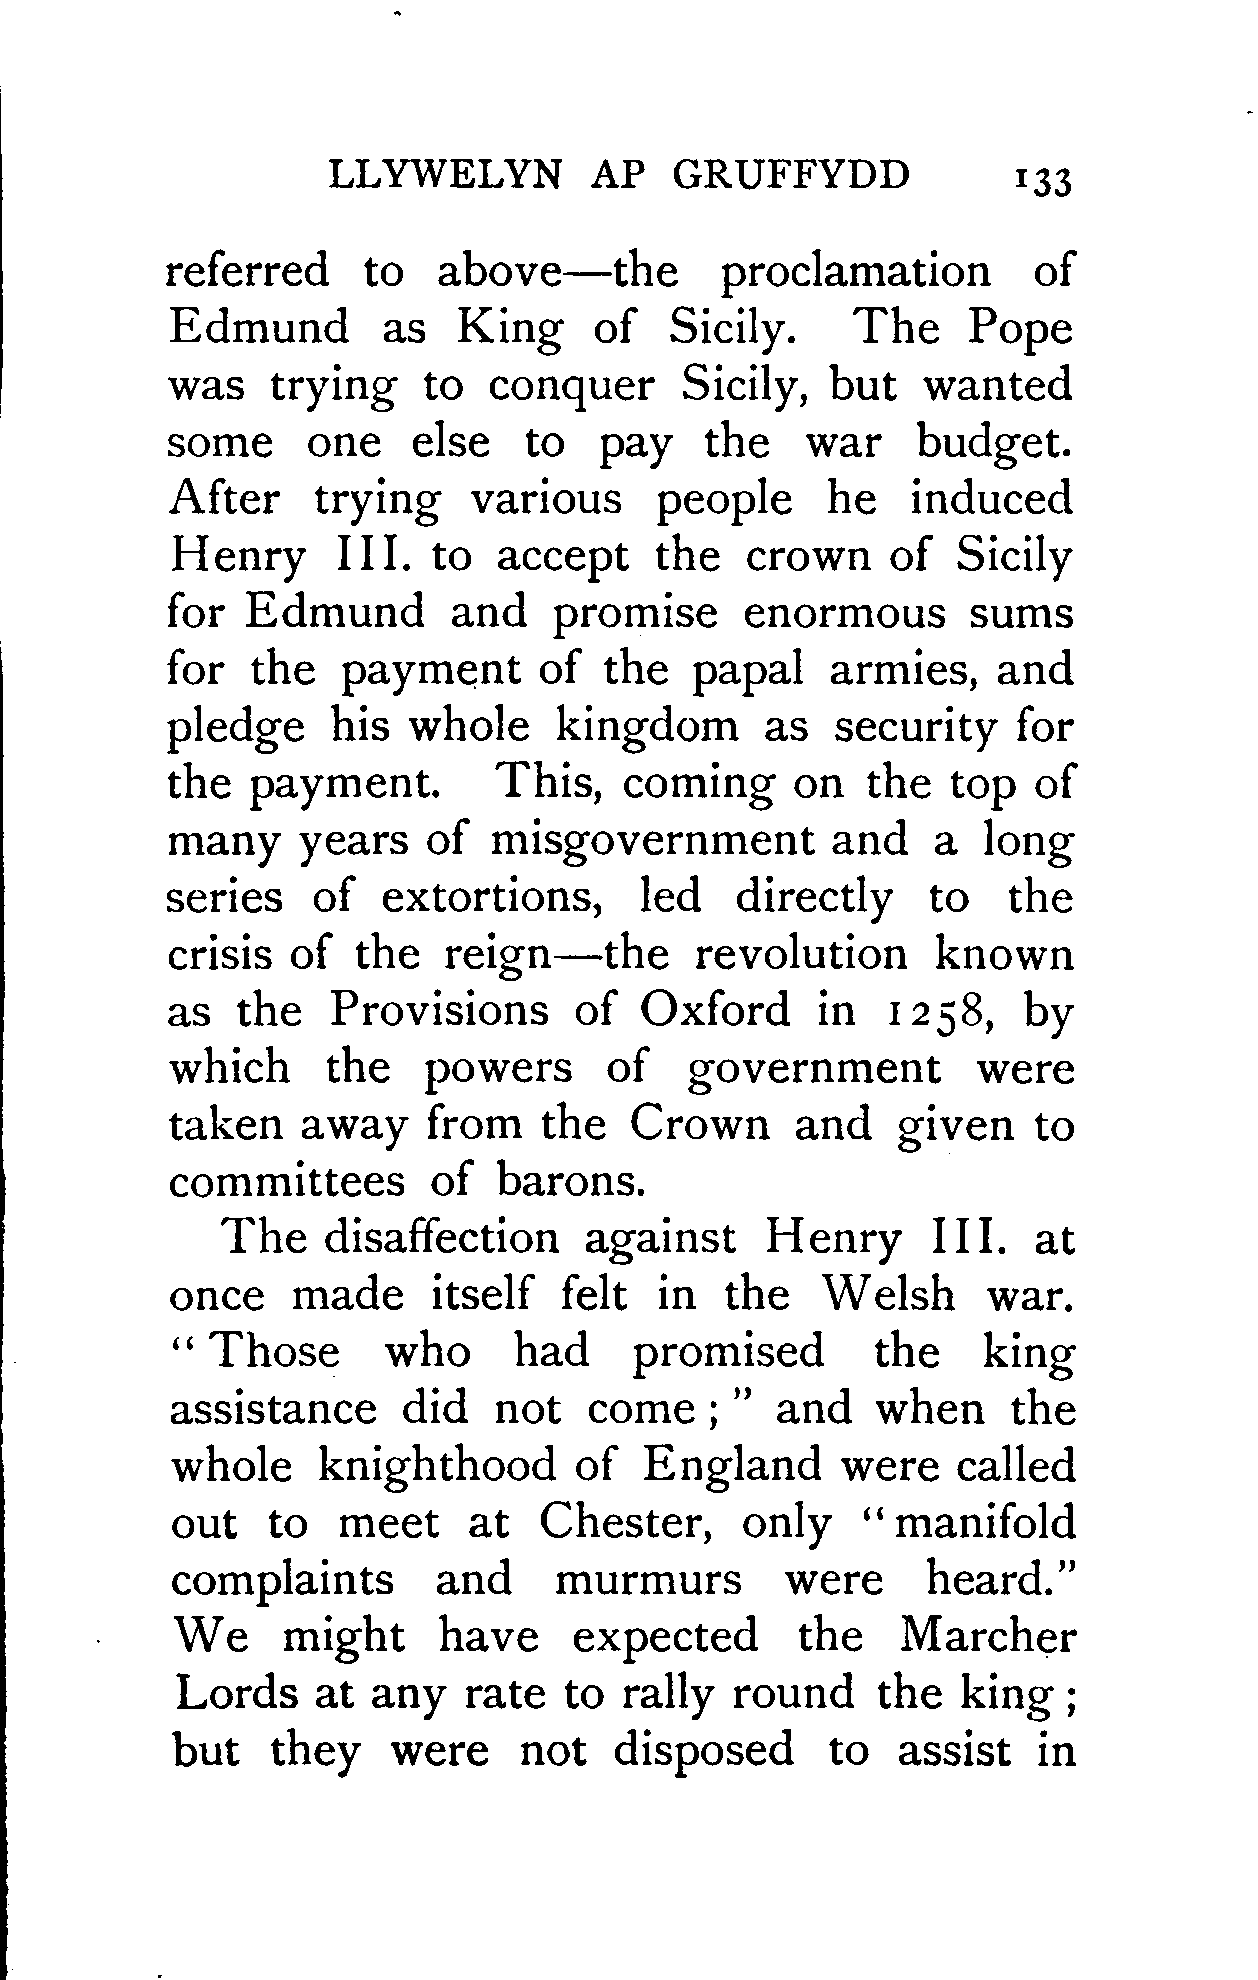 LLYWELYN AP GRUFFYDD 133
referred to above—the proclamation of
Edmund as King of Sicily. The Pope
was trying to conquer Sicily, but wanted
some one else to pay the war budget.
After trying various people he induced
Henry III. to accept the crown of Sicily
for Edmund and promise enormous sums
for the payment of the papal armies, and
pledge his whole kingdom as security for
the payment. This, coming on the top of
many years of misgovernment and a long
series of extortions, led directly to the
crisis of the reign—the revolution known
as the Provisions of Oxford in 1258, by
which the powers of government were
taken away from the Crown and given to
committees of barons.
The disaffection against Henry III. at
once made itself felt in the Welsh war.
“Those who had promised the king
assistance did not come;” and when the
whole knighthood of England were called
out to meet at Chester, only “manifold
complaints and murmurs were heard.”
We might have expected the Marcher
Lords at any rate to rally round the king;
but they were not disposed to assist in